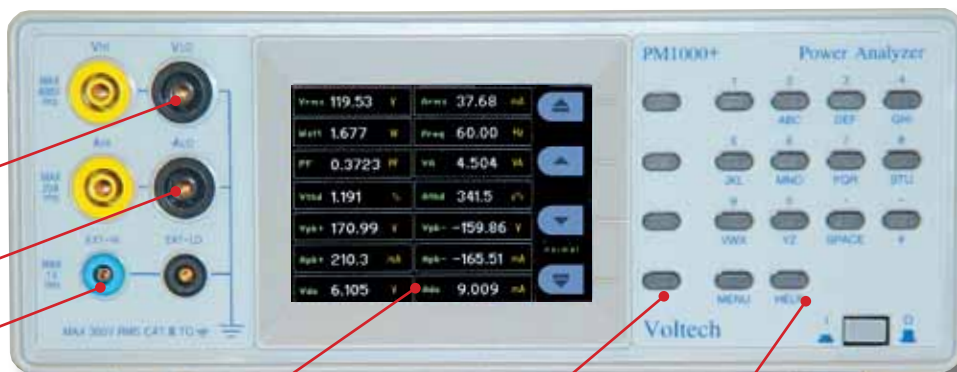 VHI VLO
MAX
RMS
AHI ALO
MAX
20A
RMS
EXT-HI EXT-LO
MAX
1V
RMS
MAX 300V RMS CAT II TO
Vrms 119.53 V Arms 37.68 mA
Watt 1.677 W Freq 60.00 Hz
PF 0.3723 PF VA 4.504 VA
Vthd 1.191 % Athd 341.5 %
Vpk+ 170.99 V Vpk- -159.86 V
Apk+ 210.3 mA Apk- -165.51 mA
Vdc 6.105 V Adc 9.009 mA
normal
PM1000+ Power Analyzer
1 2 3 4
ABC DEF GHI
5 6 7 8
JKL MNO PQR STU
9 0 . -
VWX YZ SPACE #
MENU HELP
Voltech
I O